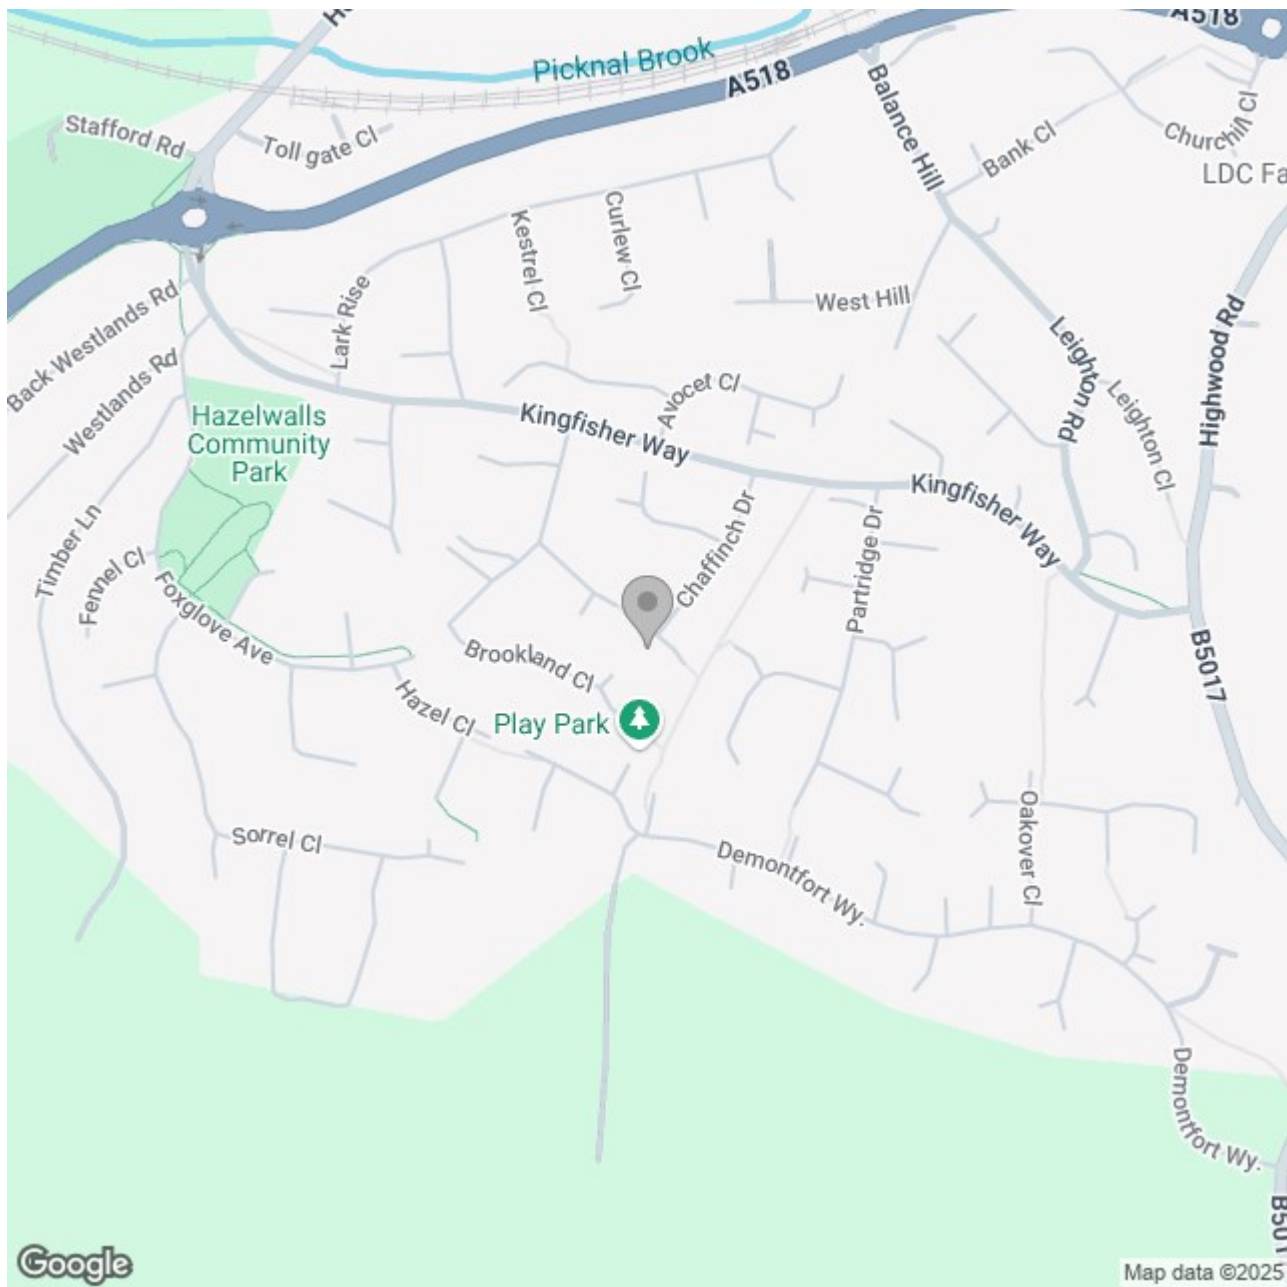 A518
Picknal Brook
A518
Stafford Rd
Toll gate Cl
Balance Hill
Bank Cl
Churchill Cl
LDC Fa
Kestrel Cl
Curlew Cl
Lark Rise
West Hill
Back Westlands Rd
Westlands Rd
Leighton Rd
Leighton Cl
Highwood Rd
Avocet Cl
Hazelwalls
Community
Park
Kingfisher Way
Kingfisher Way
Timber Ln
Fennel Cl
Foxglove Ave
Chaffinch Dr
Partridge Dr
Brookland Cl
B5017
Hazel Cl
Play Park
Oakover Cl
Sorrel Cl
Demontfort Wy.
Demontfort Wy.
B501
Google
Map data ©2025